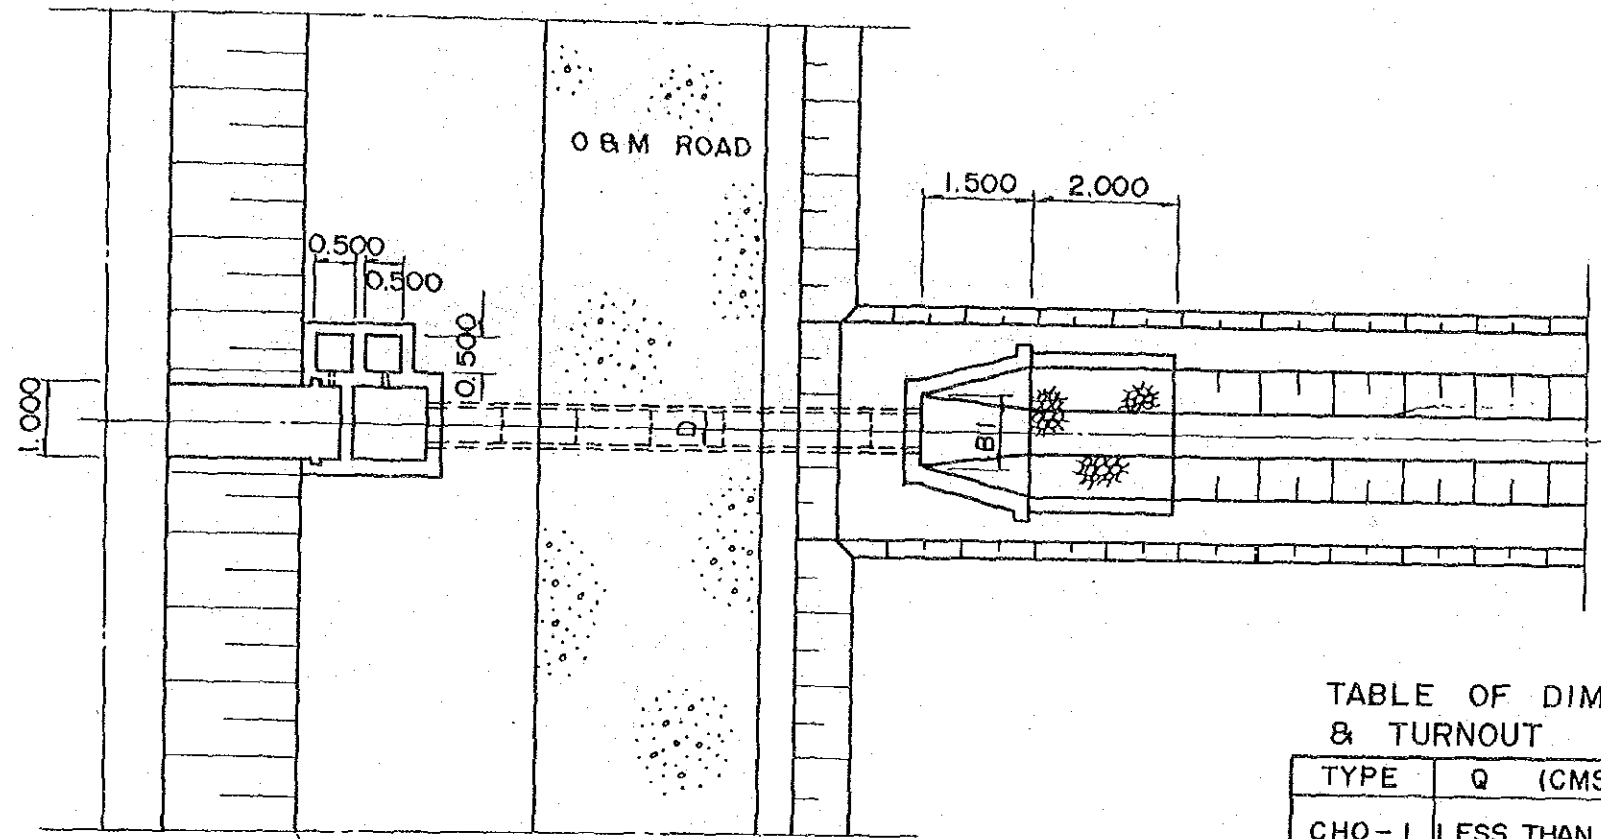 O & M ROAD
1.500 2.000
0.500
0.500
0.500
1.000
D
B1
TABLE OF DIM
& TURNOUT
TYPE Q (CMS
CHO-1 LESS THAN